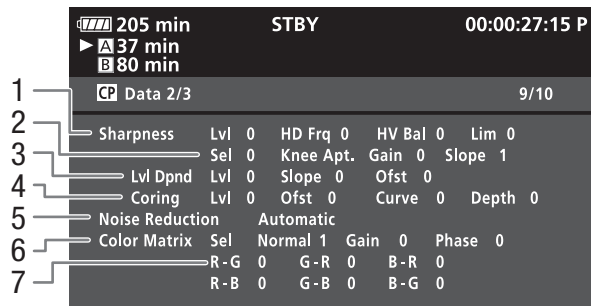 205 min STBY 00:00:27:15 P
A 37 min
B 80 min
CP Data 2/3 9/10
1 Sharpness Lvl 0 HD Frq 0 HV Bal 0 Lim 0
2 Sel 0 Knee Apt. Gain 0 Slope 1
3 Lvl Dpnd Lvl 0 Slope 0 Ofst 0
4 Coring Lvl 0 Ofst 0 Curve 0 Depth 0
5 Noise Reduction Automatic
6 Color Matrix Sel Normal 1 Gain 0 Phase 0
7 R-G 0 G-R 0 B-R 0
R-B 0 G-B 0 B-G 0